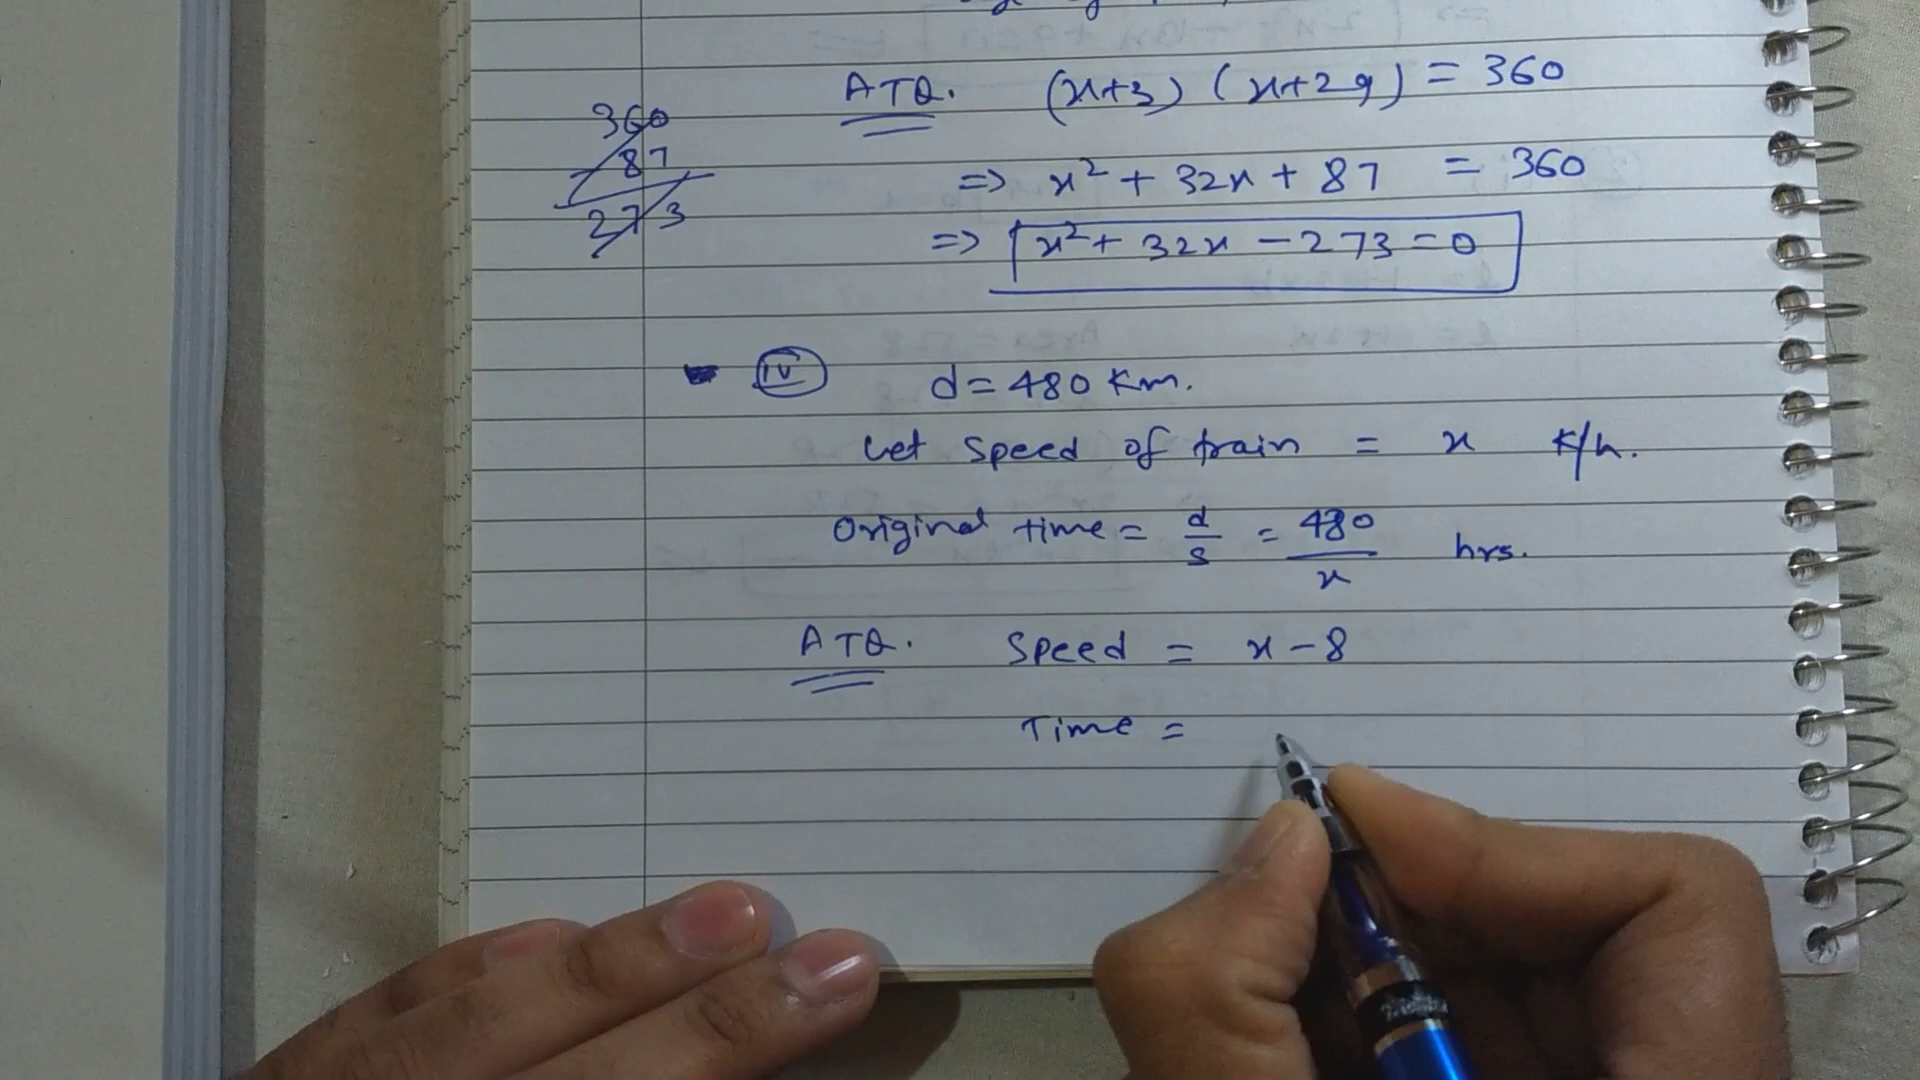 ATQ. (x+3) (x+29) = 360
360
87
273
=> x² + 32x + 87 = 360
=> x² + 32x - 273 = 0
(iv) d = 480 Km.
Let Speed of train = x K/h.
Original time = d/s = 480/x hrs.
ATQ. Speed = x - 8
Time =